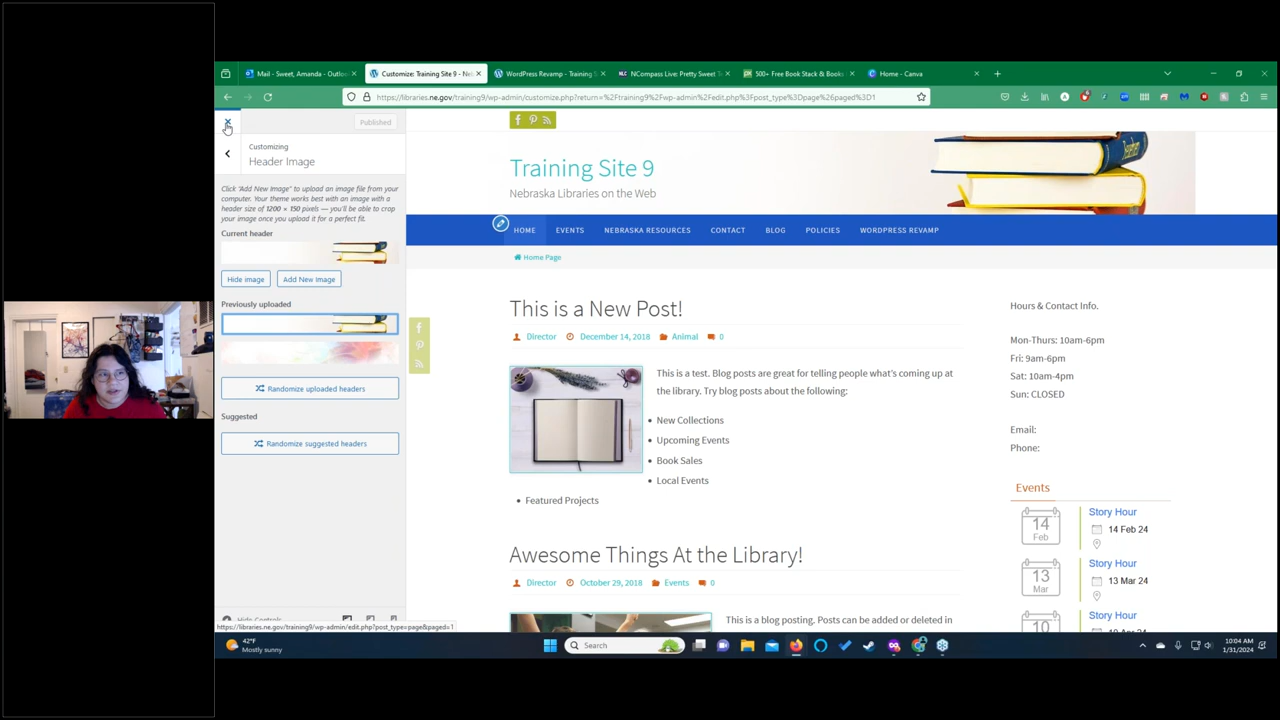 Mail - Sweet, Amanda - Outlo
Customize: Training Site 9 - Ne
WordPress Revamp - Training S
NCompass Live: Pretty Sweet T
500+ Free Book Stack & Books
Home - Canva
https://libraries.ne.gov/training9/wp-admin/customize.php?return=%2Ftraining9%2Fwp-admin%2Fedit.php%3Fpost_type%3Dpage%26paged%3D1
Published
Customizing
Header Image
Click "Add New Image" to upload an image file from your
computer. Your theme works best with an image with a
header size of 1200 × 150 pixels — you'll be able to crop
your image once you upload it for a perfect fit.
Current header
Hide image
Add New Image
Previously uploaded
Randomize uploaded headers
Suggested
Randomize suggested headers
Hide Controls
https://libraries.ne.gov/training9/wp-admin/edit.php?post_type=page&paged=1
Training Site 9
Nebraska Libraries on the Web
HOME
EVENTS
NEBRASKA RESOURCES
CONTACT
BLOG
POLICIES
WORDPRESS REVAMP
Home Page
This is a New Post!
Director
December 14, 2018
Animal
0
This is a test. Blog posts are great for telling people what's coming up at
the library. Try blog posts about the following:
• New Collections
• Upcoming Events
• Book Sales
• Local Events
• Featured Projects
Awesome Things At the Library!
Director
October 29, 2018
Events
0
This is a blog posting. Posts can be added or deleted in
Hours & Contact Info.
Mon-Thurs: 10am-6pm
Fri: 9am-6pm
Sat: 10am-4pm
Sun: CLOSED
Email:
Phone:
Events
14
Feb
Story Hour
14 Feb 24
13
Mar
Story Hour
13 Mar 24
10
Story Hour
42°F
Mostly sunny
Search
10:04 AM
1/31/2024